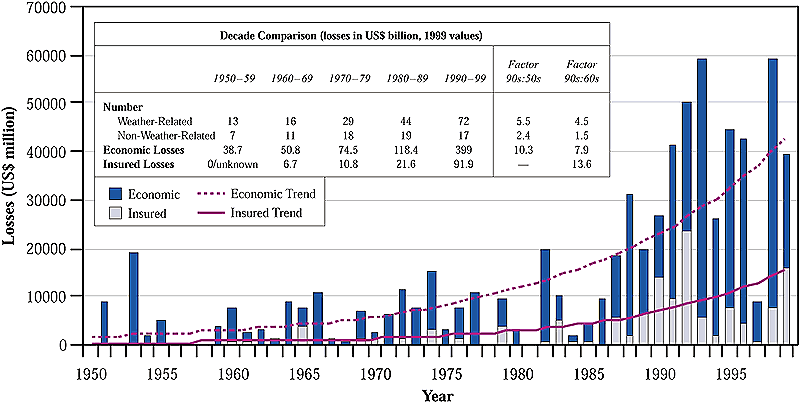 70000
60000
50000
40000
30000
20000
10000
0
Losses (US$ million)
Decade Comparison (losses in US$ billion, 1999 values)
Factor Factor
1950–59 1960–69 1970–79 1980–89 1990–99 90s:50s 90s:60s
Number
Weather-Related 13 16 29 44 72 5.5 4.5
Non-Weather-Related 7 11 18 19 17 2.4 1.5
Economic Losses 38.7 50.8 74.5 118.4 399 10.3 7.9
Insured Losses 0/unknown 6.7 10.8 21.6 91.9 — 13.6
Economic Economic Trend
Insured Insured Trend
1950 1955 1960 1965 1970 1975 1980 1985 1990 1995
Year